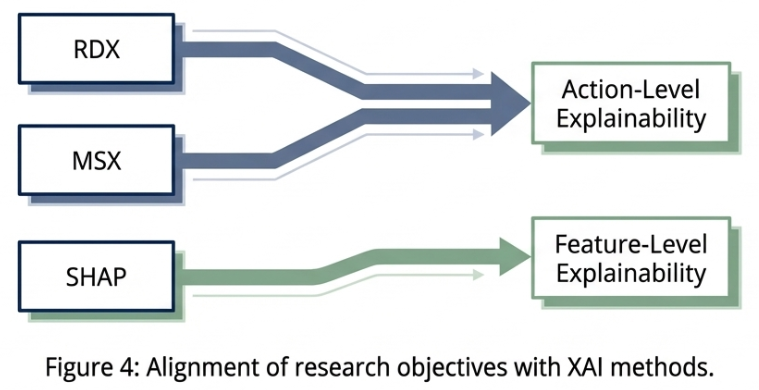 RDX
Action-Level
Explainability
MSX
SHAP
Feature-Level
Explainability
Figure 4: Alignment of research objectives with XAI methods.